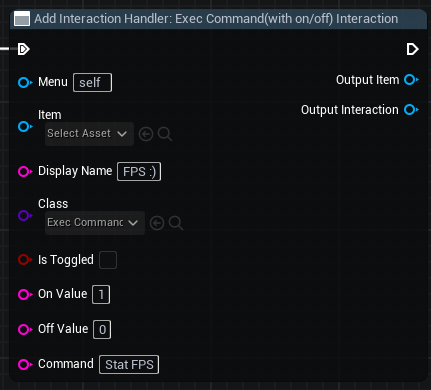 Add Interaction Handler: Exec Command(with on/off) Interaction
Menu self
Output Item
Item
Select Asset
Output Interaction
Display Name FPS :)
Class
Exec Commanc
Is Toggled
On Value 1
Off Value 0
Command Stat FPS